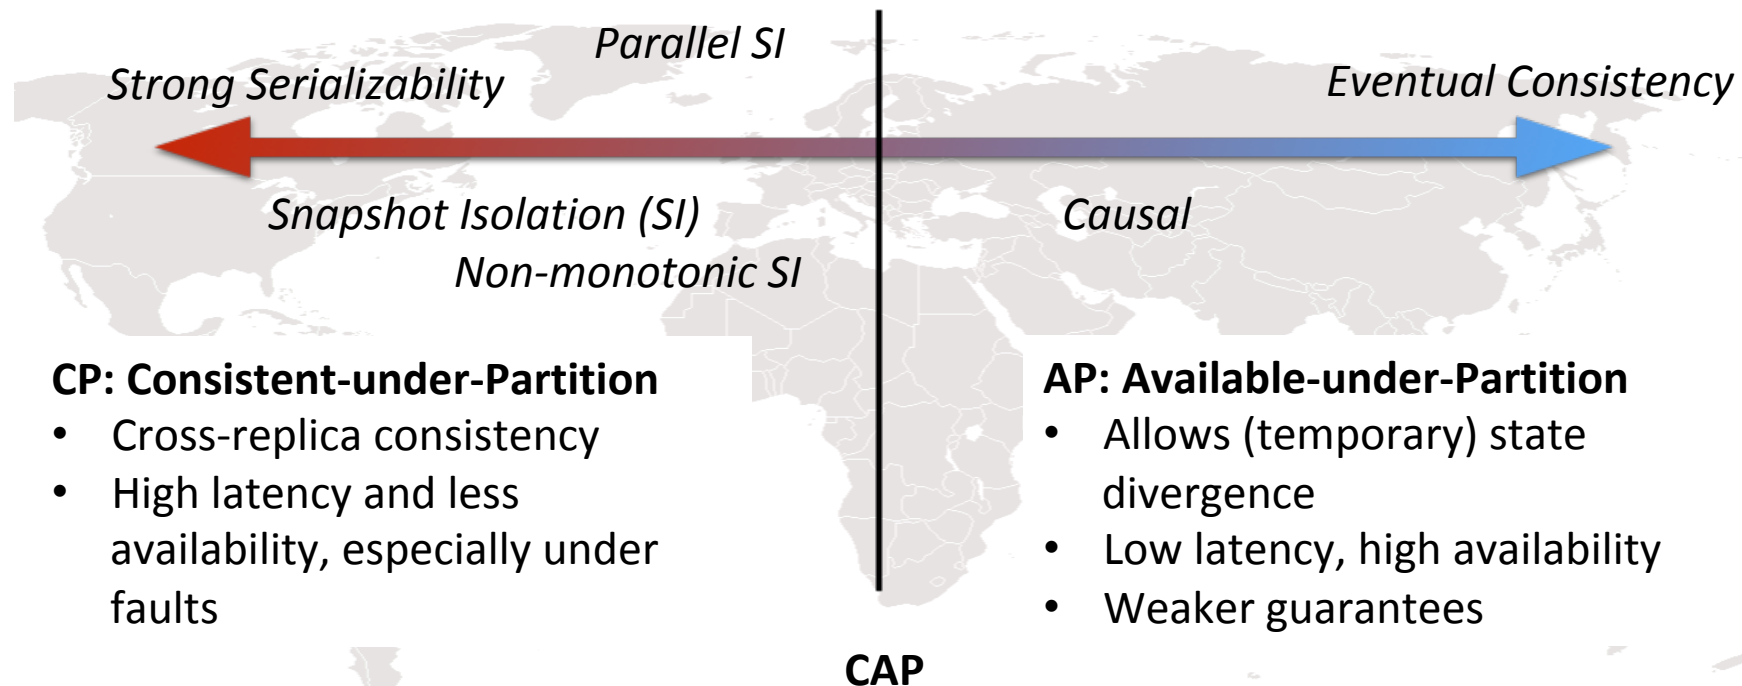 Parallel SI
Strong Serializability
Eventual Consistency
Snapshot Isolation (SI)
Causal
Non-monotonic SI
CP: Consistent-under-Partition
• Cross-replica consistency
• High latency and less
availability, especially under
faults
AP: Available-under-Partition
• Allows (temporary) state
divergence
• Low latency, high availability
• Weaker guarantees
CAP